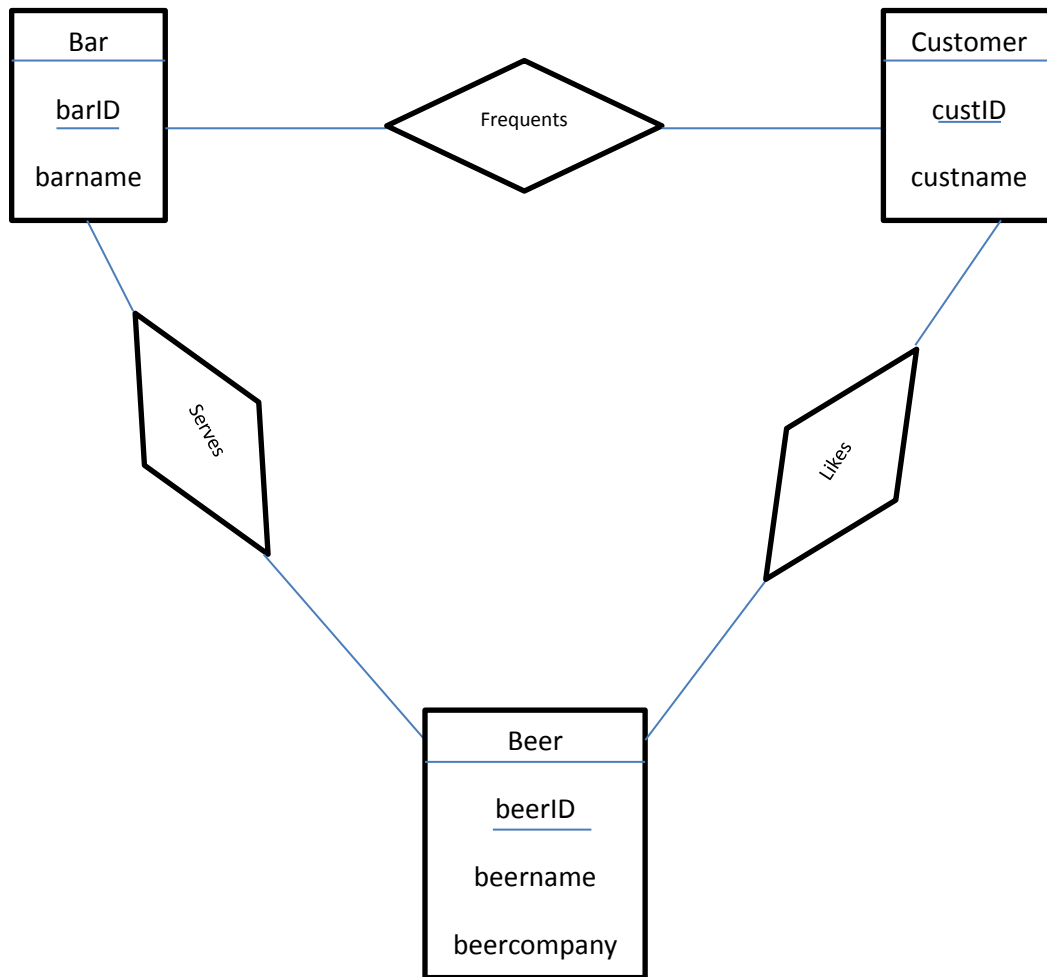 Bar
barID
barname
Frequents
Customer
custID
custname
Serves
Likes
Beer
beerID
beername
beercompany